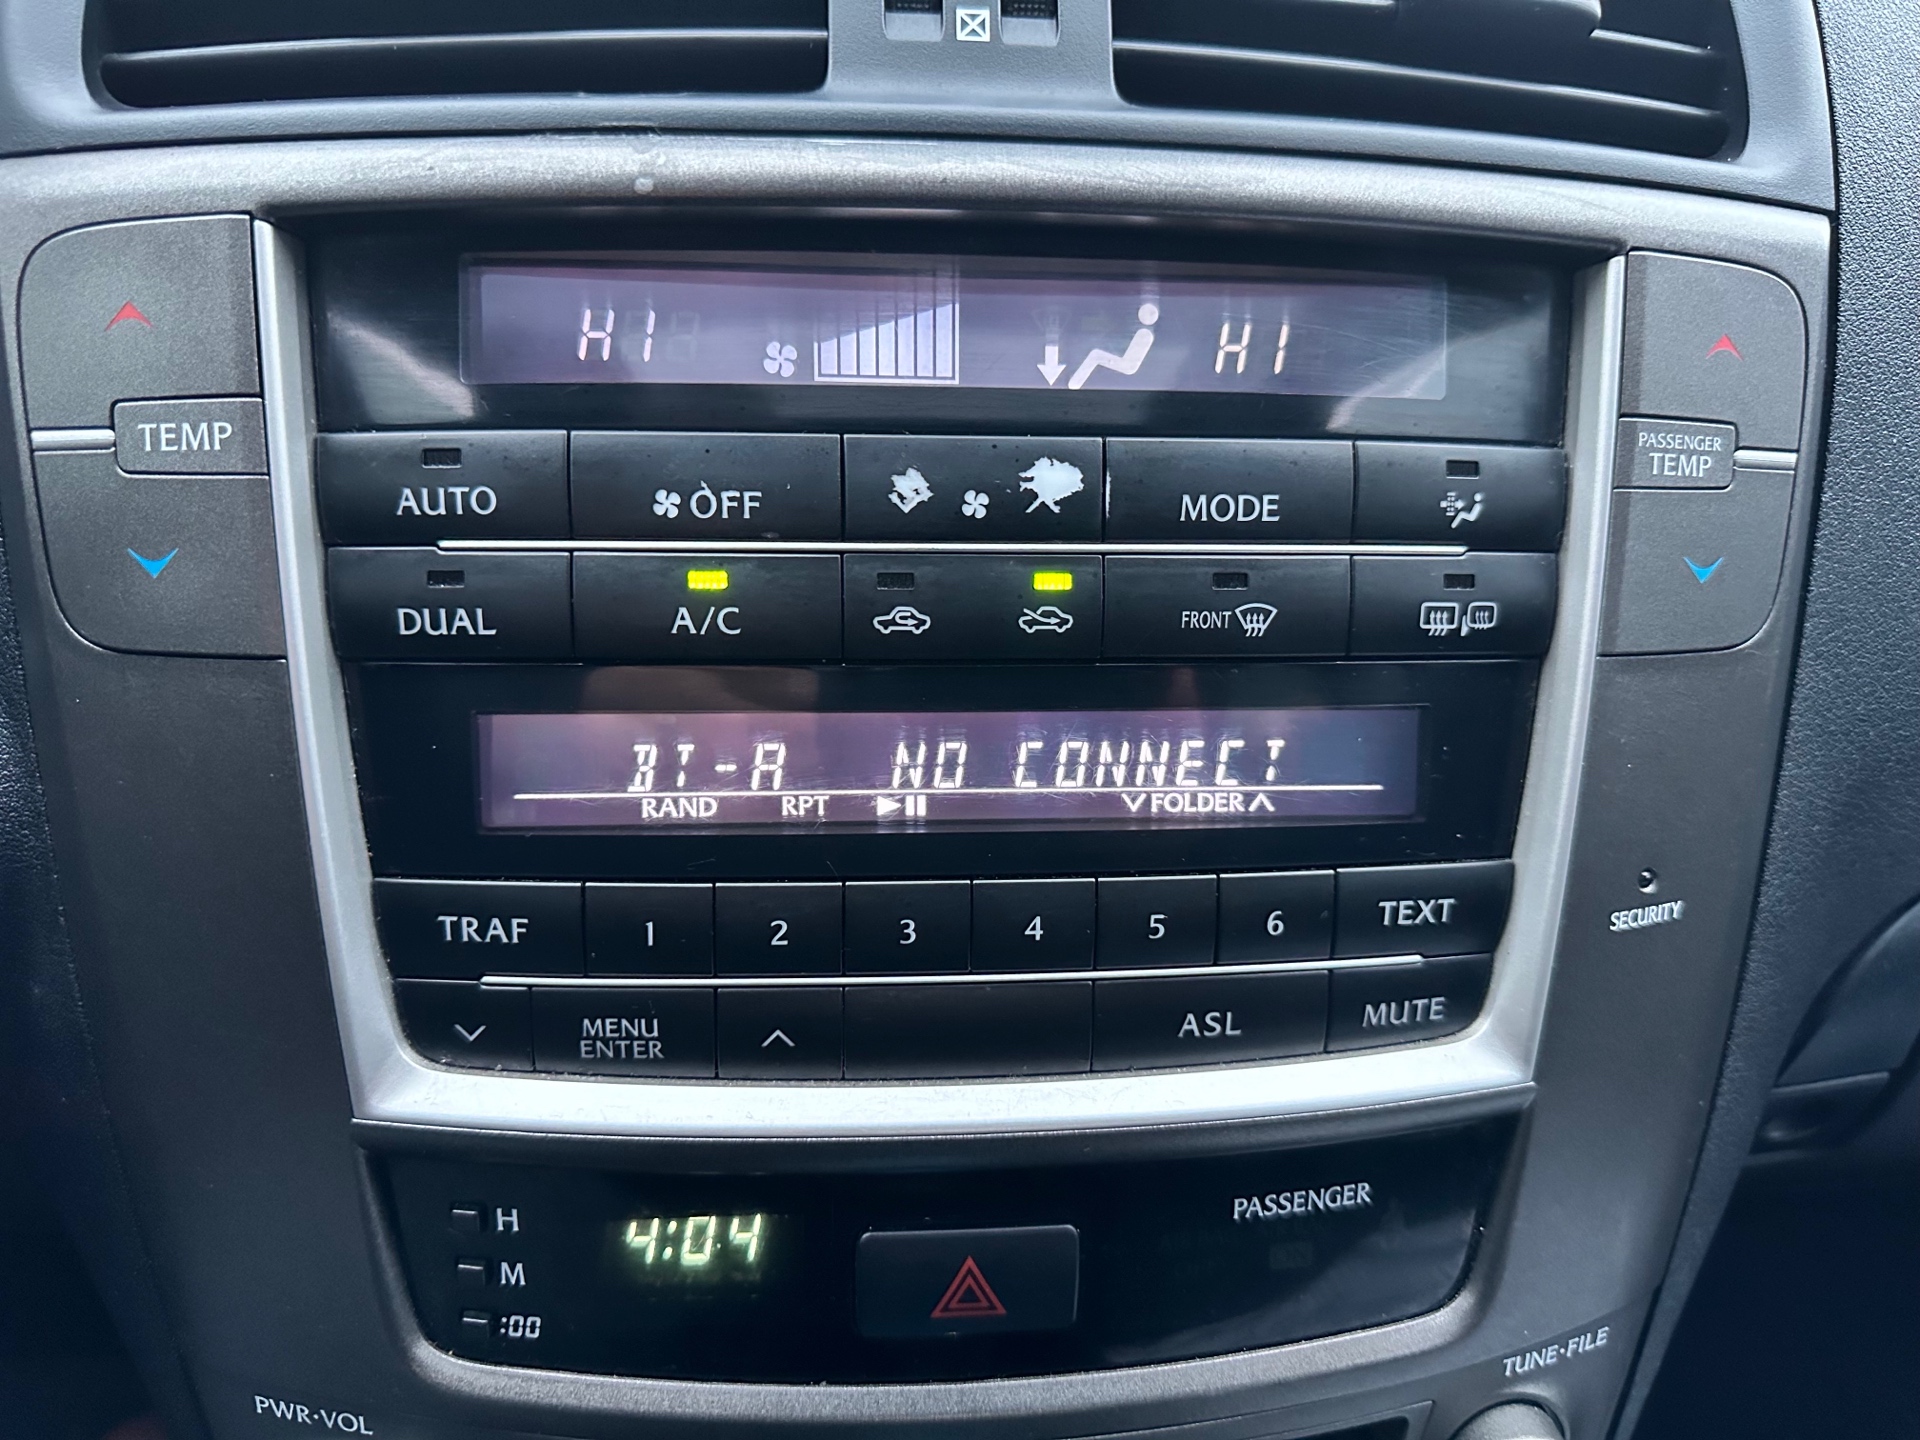 HI HI
TEMP
PASSENGER
TEMP
AUTO OFF MODE
DUAL A/C FRONT
BT-A NO CONNECT
RAND RPT FOLDER
TRAF 1 2 3 4 5 6 TEXT
SECURITY
MENU
ENTER
ASL MUTE
PASSENGER
H
4:04
M
:00
TUNE·FILE
PWR·VOL